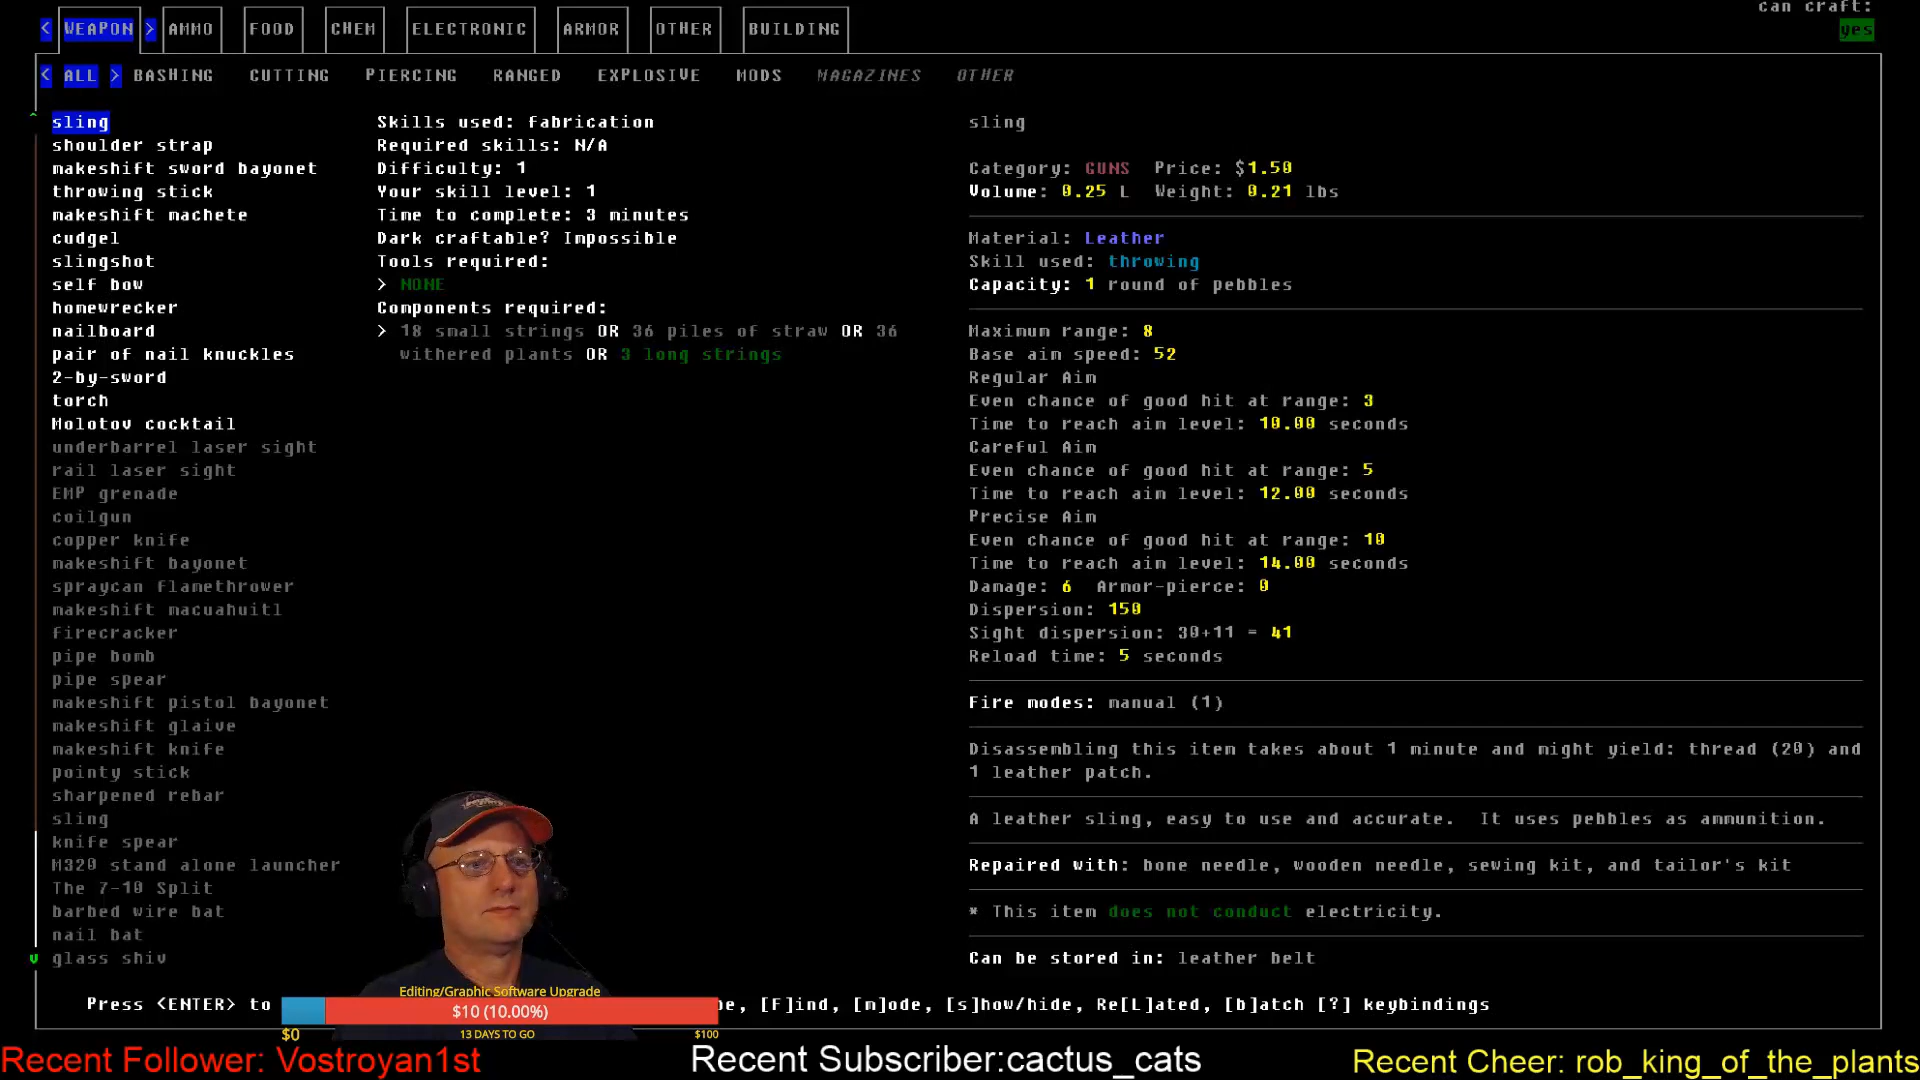 can craft:
< WEAPON > AMMO FOOD CHEM ELECTRONIC ARMOR OTHER BUILDING yes
< ALL > BASHING CUTTING PIERCING RANGED EXPLOSIVE MODS MAGAZINES OTHER
sling
shoulder strap
makeshift sword bayonet
throwing stick
makeshift machete
cudgel
slingshot
self bow
homewrecker
nailboard
pair of nail knuckles
2-by-sword
torch
Molotov cocktail
underbarrel laser sight
rail laser sight
EMP grenade
coilgun
copper knife
makeshift bayonet
spraycan flamethrower
makeshift macuahuitl
firecracker
pipe bomb
pipe spear
makeshift pistol bayonet
makeshift glaive
makeshift knife
pointy stick
sharpened rebar
sling
knife spear
M320 stand alone launcher
The 7-10 Split
barbed wire bat
nail bat
v glass shiv
Skills used: fabrication
Required skills: N/A
Difficulty: 1
Your skill level: 1
Time to complete: 3 minutes
Dark craftable? Impossible
Tools required:
> NONE
Components required:
> 18 small strings OR 36 piles of straw OR 36
withered plants OR 3 long strings
sling
Category: GUNS Price: $1.50
Volume: 0.25 L Weight: 0.21 lbs
Material: Leather
Skill used: throwing
Capacity: 1 round of pebbles
Maximum range: 8
Base aim speed: 52
Regular Aim
Even chance of good hit at range: 3
Time to reach aim level: 10.00 seconds
Careful Aim
Even chance of good hit at range: 5
Time to reach aim level: 12.00 seconds
Precise Aim
Even chance of good hit at range: 10
Time to reach aim level: 14.00 seconds
Damage: 6 Armor-pierce: 0
Dispersion: 150
Sight dispersion: 30+11 = 41
Reload time: 5 seconds
Fire modes: manual (1)
Disassembling this item takes about 1 minute and might yield: thread (20) and
1 leather patch.
A leather sling, easy to use and accurate. It uses pebbles as ammunition.
Repaired with: bone needle, wooden needle, sewing kit, and tailor's kit
* This item does not conduct electricity.
Can be stored in: leather belt
Press <ENTER> to
[F]ind, [m]ode, [s]how/hide, Re[L]ated, [b]atch [?] keybindings
Editing/Graphic Software Upgrade
$10 (10.00%)
$0 13 DAYS TO GO $100
Recent Follower: Vostroyan1st Recent Subscriber:cactus_cats Recent Cheer: rob_king_of_the_plants